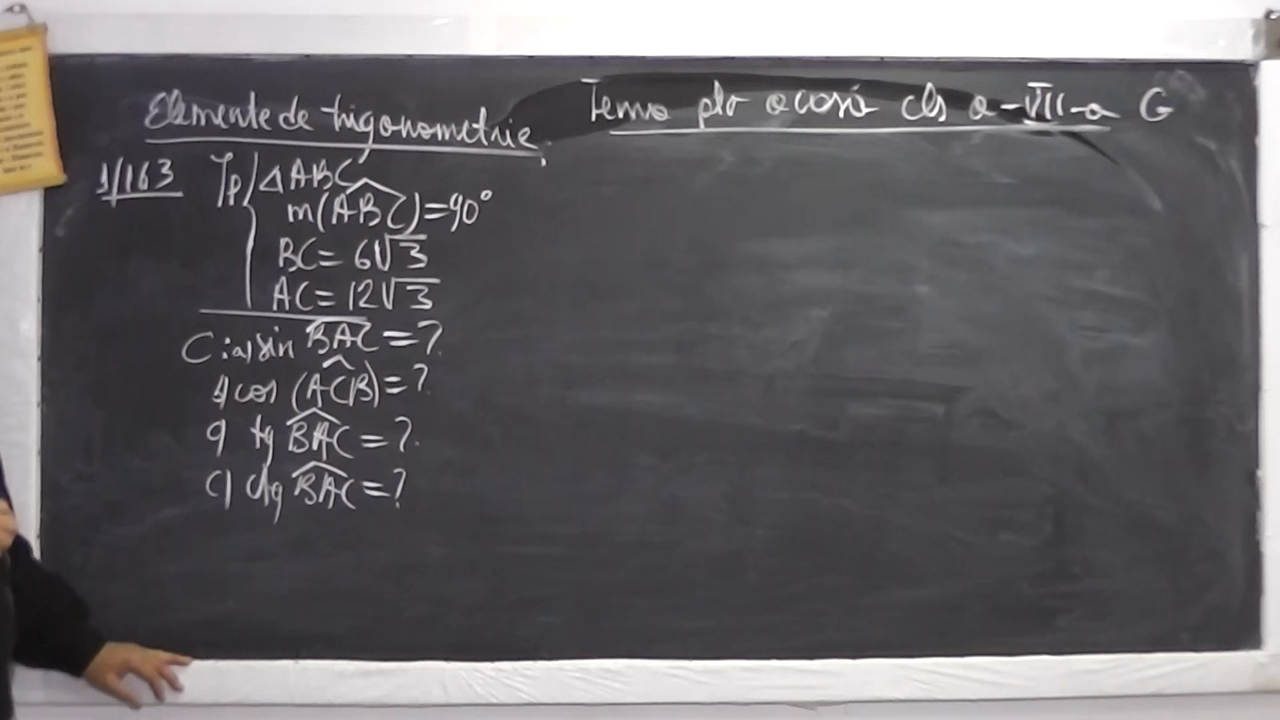 Elemente de trigonometrie
Temă ptr acasă cls a-VII-a G
1/163 Ip ΔABC
m(ABC)=90°
BC= 6√3
AC= 12√3
C: a) sin BAC = ?
b) cos (ACB)= ?
c) tg BAC = ?
d) ctg BAC = ?